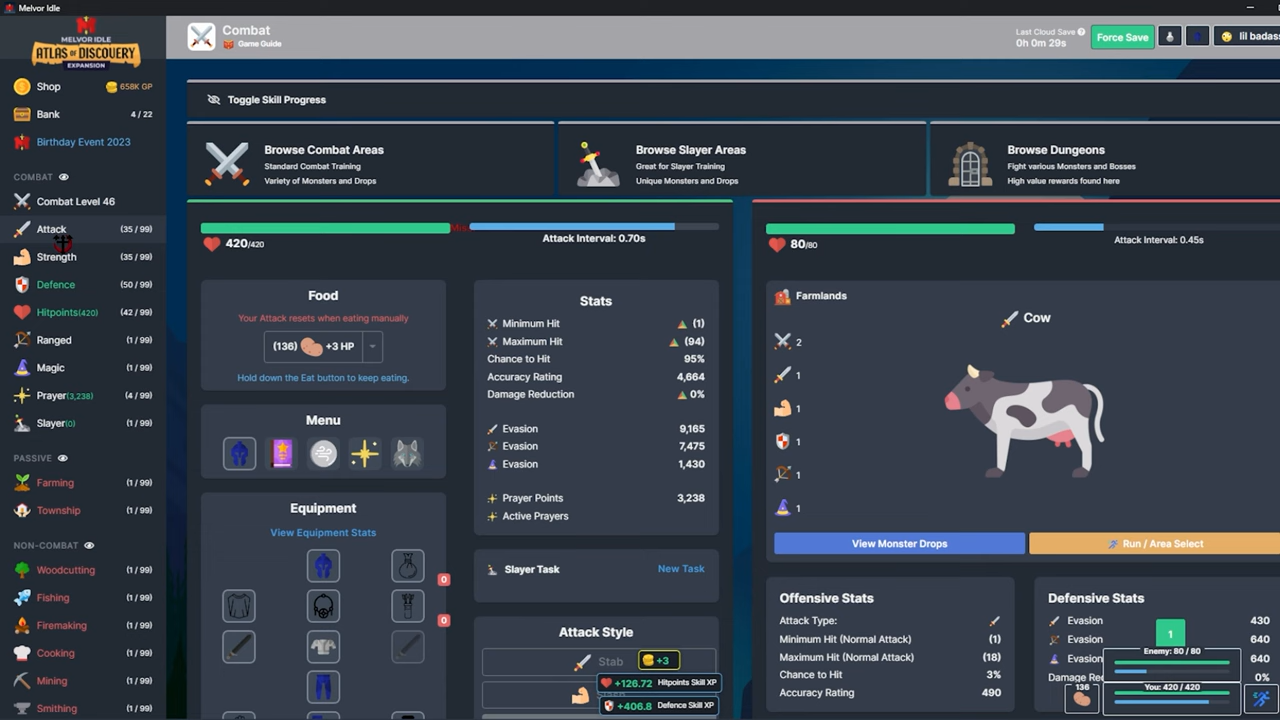 Melvor Idle
MELVOR IDLE
ATLAS OF DISCOVERY
EXPANSION
Shop 658K GP
Bank 4 / 22
Birthday Event 2023
COMBAT
Combat Level 46
Attack (35 / 99)
Strength (35 / 99)
Defence (50 / 99)
Hitpoints(420) (42 / 99)
Ranged (1 / 99)
Magic (1 / 99)
Prayer(3,238) (4 / 99)
Slayer(0) (1 / 99)
PASSIVE
Farming (1 / 99)
Township (1 / 99)
NON-COMBAT
Woodcutting (1 / 99)
Fishing (1 / 99)
Firemaking (1 / 99)
Cooking (1 / 99)
Mining (1 / 99)
Smithing (1 / 99)
Combat
Game Guide
Last Cloud Save
0h 0m 29s
Force Save
lil badas
Toggle Skill Progress
Browse Combat Areas
Standard Combat Training
Variety of Monsters and Drops
Browse Slayer Areas
Great for Slayer Training
Unique Monsters and Drops
Browse Dungeons
Fight various Monsters and Bosses
High value rewards found here
420/420
Attack Interval: 0.70s
Food
Your Attack resets when eating manually
(136) +3 HP
Hold down the Eat button to keep eating.
Menu
Equipment
View Equipment Stats
0
0
Stats
Minimum Hit (1)
Maximum Hit (94)
Chance to Hit 95%
Accuracy Rating 4,664
Damage Reduction 0%
Evasion 9,165
Evasion 7,475
Evasion 1,430
Prayer Points 3,238
Active Prayers
Slayer Task New Task
Attack Style
Stab
+3
+126.72 Hitpoints Skill XP
+406.8 Defence Skill XP
80/80
Attack Interval: 0.45s
Farmlands
Cow
2
1
1
1
1
1
View Monster Drops
Run / Area Select
Offensive Stats
Attack Type:
Minimum Hit (Normal Attack) (1)
Maximum Hit (Normal Attack) (18)
Chance to Hit 3%
Accuracy Rating 490
Defensive Stats
Evasion 430
Evasion 640
Evasion 640
Damage Rec 0%
1
Enemy: 80 / 80
136
You: 420 / 420